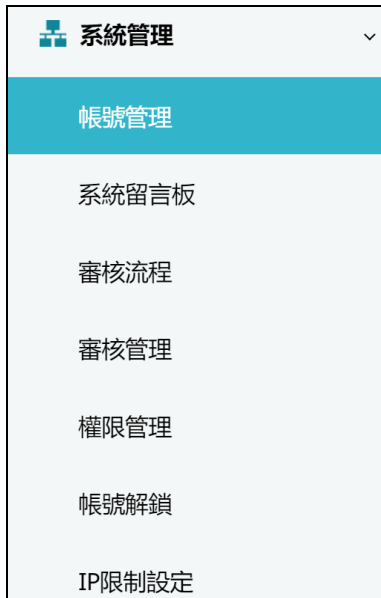 系統管理
帳號管理
系統留言板
審核流程
審核管理
權限管理
帳號解鎖
IP限制設定